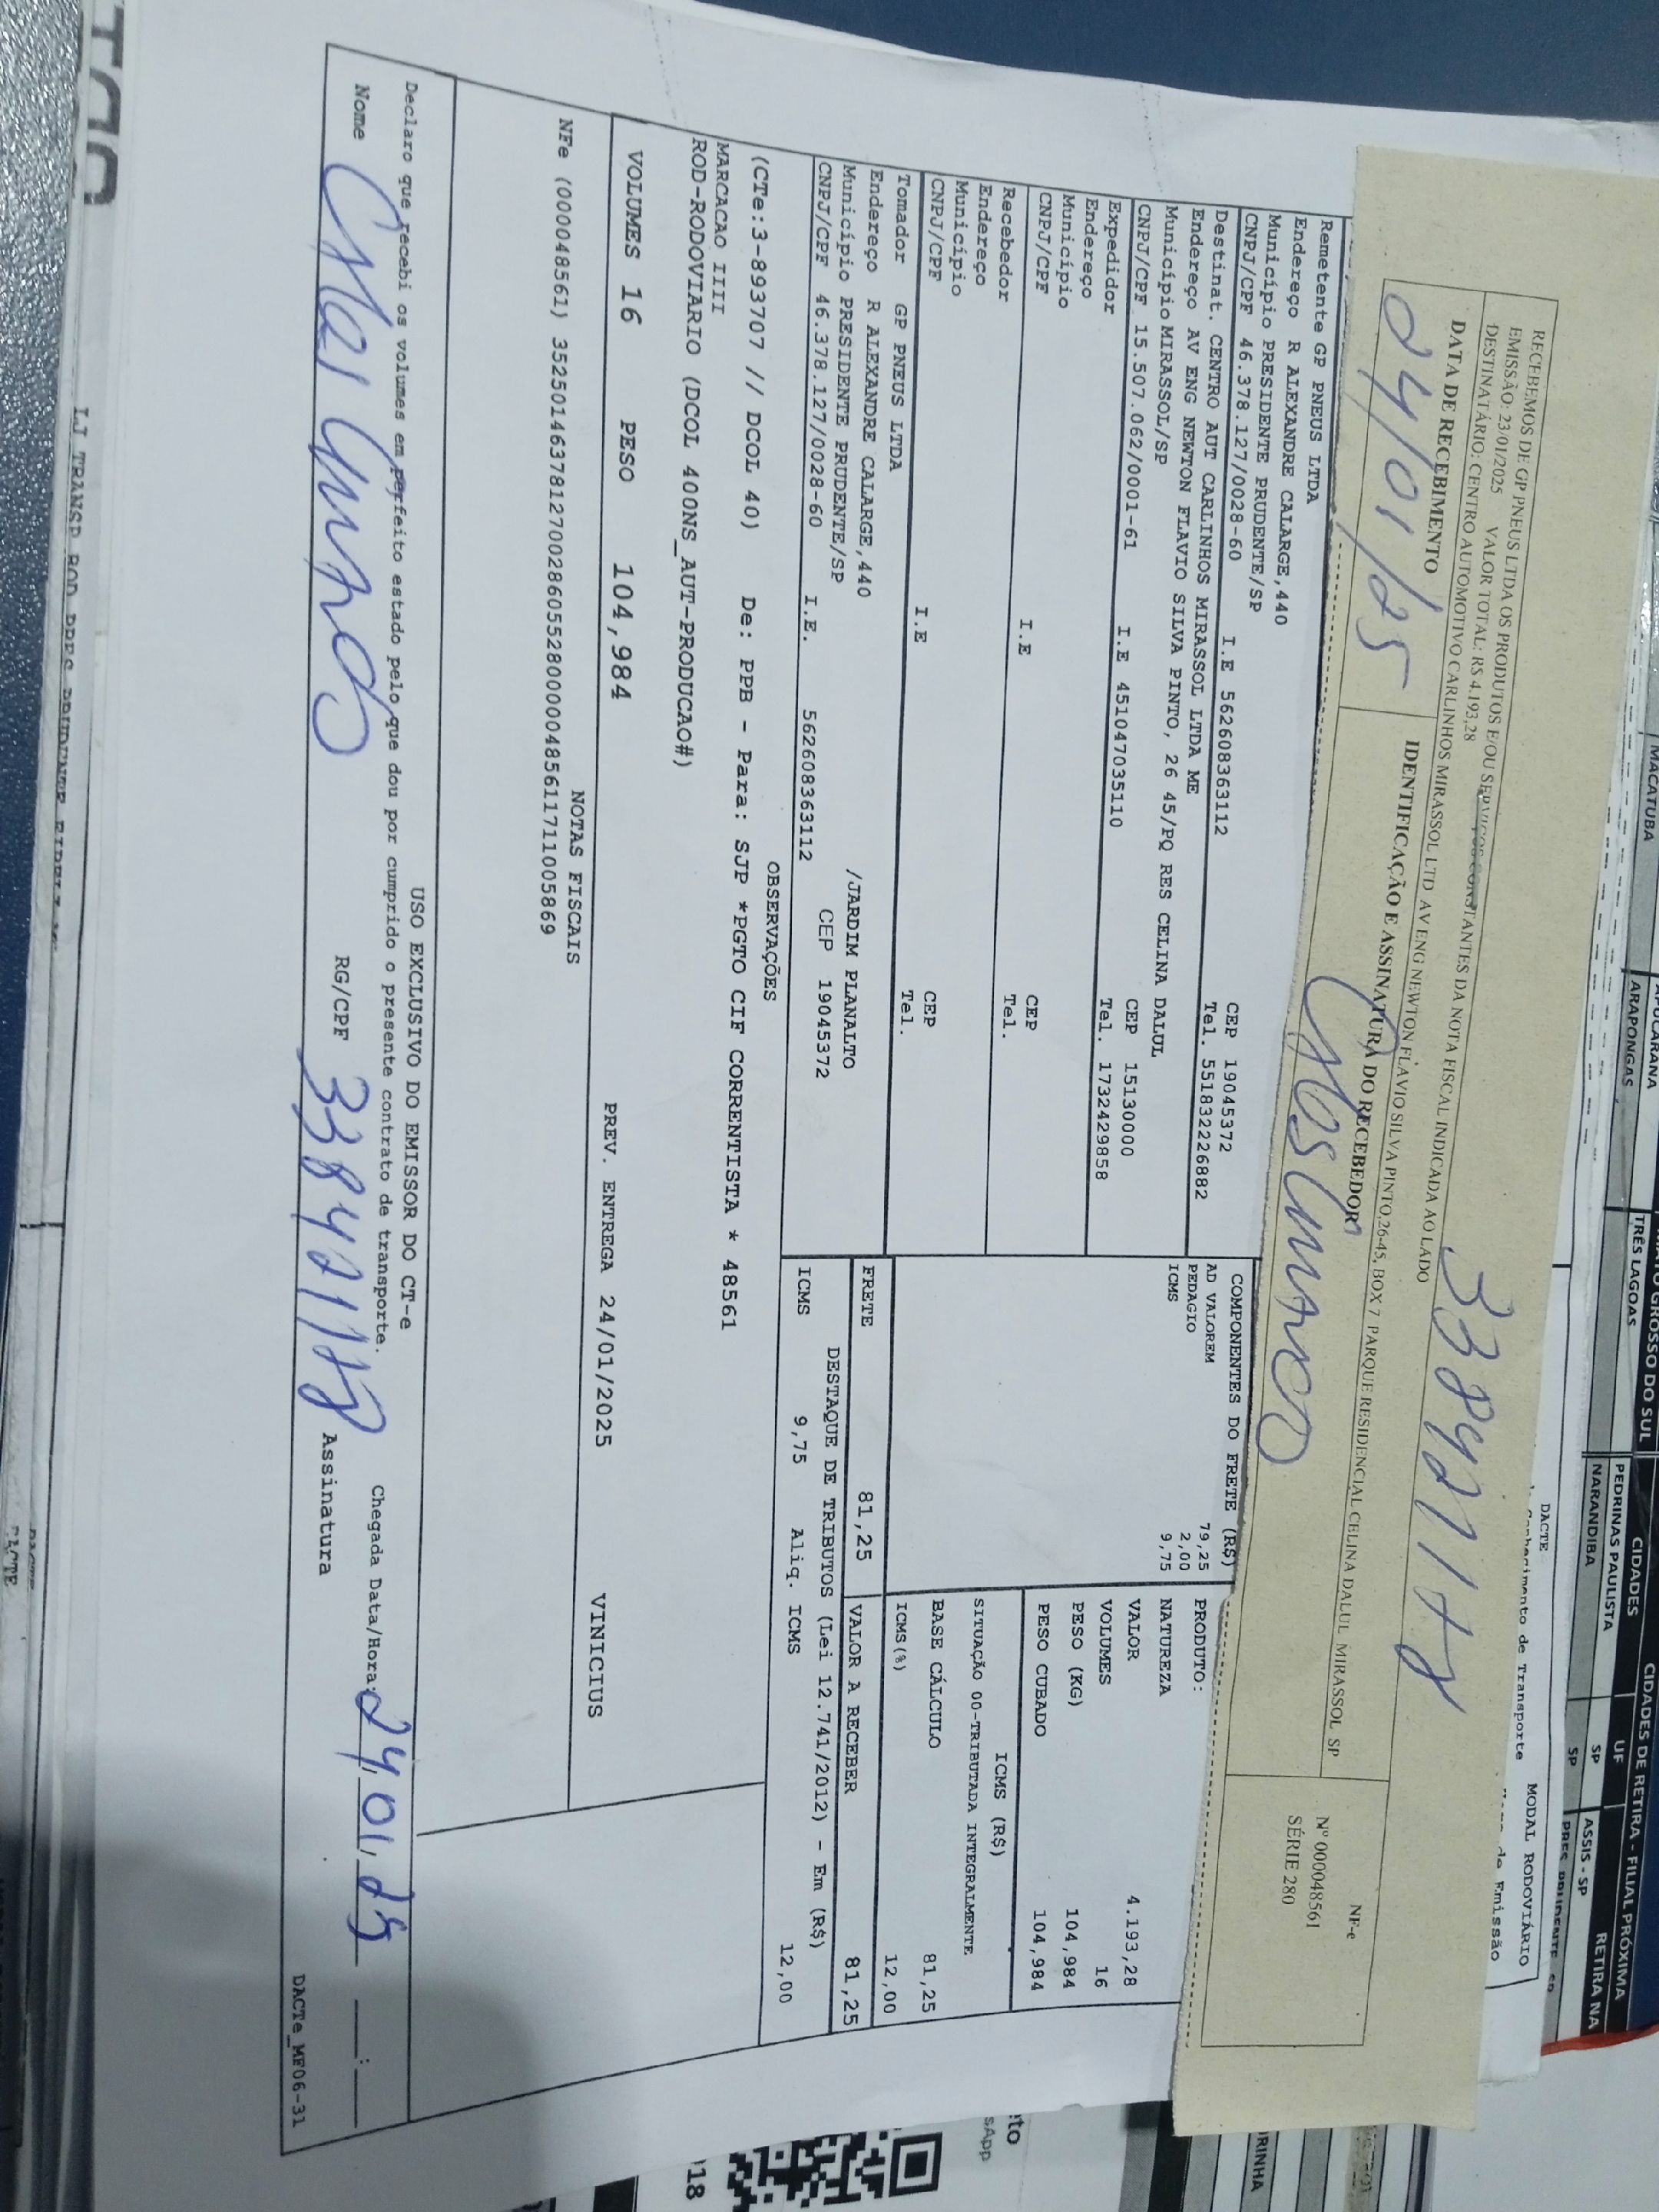 RECEBEMOS DE GP PNEUS LTDA OS PRODUTOS E/OU SERVIÇOS CONSTANTES DA NOTA FISCAL INDICADA AO LADO
EMISSÃO: 23/01/2025 VALOR TOTAL: R$ 4.193,28
DESTINATÁRIO: CENTRO AUTOMOTIVO CARLINHOS MIRASSOL LTD AV ENG NEWTON FLAVIO SILVA PINTO,26-45, BOX 7 PARQUE RESIDENCIAL CELINA DALUL MIRASSOL SP
DATA DE RECEBIMENTO
24/01/25
IDENTIFICAÇÃO E ASSINATURA DO RECEBEDOR
NF-e
Nº 000048561
SÉRIE 280
Remetente GP PNEUS LTDA
Endereço R ALEXANDRE CALARGE,440
Município PRESIDENTE PRUDENTE/SP CEP 19045372
CNPJ/CPF 46.378.127/0028-60 I.E 562608363112 Tel. 5518322226882
Destinat. CENTRO AUT CARLINHOS MIRASSOL LTDA ME
Endereço AV ENG NEWTON FLAVIO SILVA PINTO, 26 45/PQ RES CELINA DALUL
Município MIRASSOL/SP CEP 15130000
CNPJ/CPF 15.507.062/0001-61 I.E 451047035110 Tel. 1732429858
Expedidor
Endereço
Município CEP
CNPJ/CPF I.E Tel.
Recebedor
Endereço
Município CEP
CNPJ/CPF I.E Tel.
Tomador GP PNEUS LTDA
Endereço R ALEXANDRE CALARGE,440 /JARDIM PLANALTO
Município PRESIDENTE PRUDENTE/SP CEP 19045372
CNPJ/CPF 46.378.127/0028-60 I.E. 562608363112
COMPONENTES DO FRETE (R$)
AD VALOREM 79,25
PEDAGIO 2,00
ICMS 9,75
PRODUTO:
NATUREZA
VALOR 4.193,28
VOLUMES 16
PESO (KG) 104,984
PESO CUBADO 104,984
ICMS (R$)
SITUAÇÃO 00-TRIBUTADA INTEGRALMENTE
BASE CÁLCULO 81,25
ICMS(%) 12,00
FRETE 81,25 VALOR A RECEBER 81,25
DESTAQUE DE TRIBUTOS (Lei 12.741/2012) - Em (R$)
ICMS 9,75 Aliq. ICMS 12,00
OBSERVAÇÕES
(CTe:3-893707 // DCOL 40) De: PPB - Para: SJP *PGTO CIF CORRENTISTA * 48561
MARCACAO IIII
ROD-RODOVIARIO (DCOL 400NS_AUT-PRODUCAO#)
VOLUMES 16 PESO 104,984 PREV. ENTREGA 24/01/2025 VINICIUS
NOTAS FISCAIS
NFe (000048561) 35250146378127002860552800000485611711005869
USO EXCLUSIVO DO EMISSOR DO CT-e
Declaro que recebi os volumes em perfeito estado pelo que dou por cumprido o presente contrato de transporte.
Nome RG/CPF Assinatura Chegada Data/Hora: 24/01/25
DACTe_MF06-31
DACTE
MODAL RODOVIÁRIO
de Transporte
de Emissão
CIDADES DE RETIRA - FILIAL PRÓXIMA
CIDADES UF RETIRA NA
PEDRINAS PAULISTA SP ASSIS - SP
NARANDIBA SP
MACATUBA
ARAPONGAS
TRÊS LAGOAS
GROSSO DO SUL
LJ TRANSP ROD
DACTE